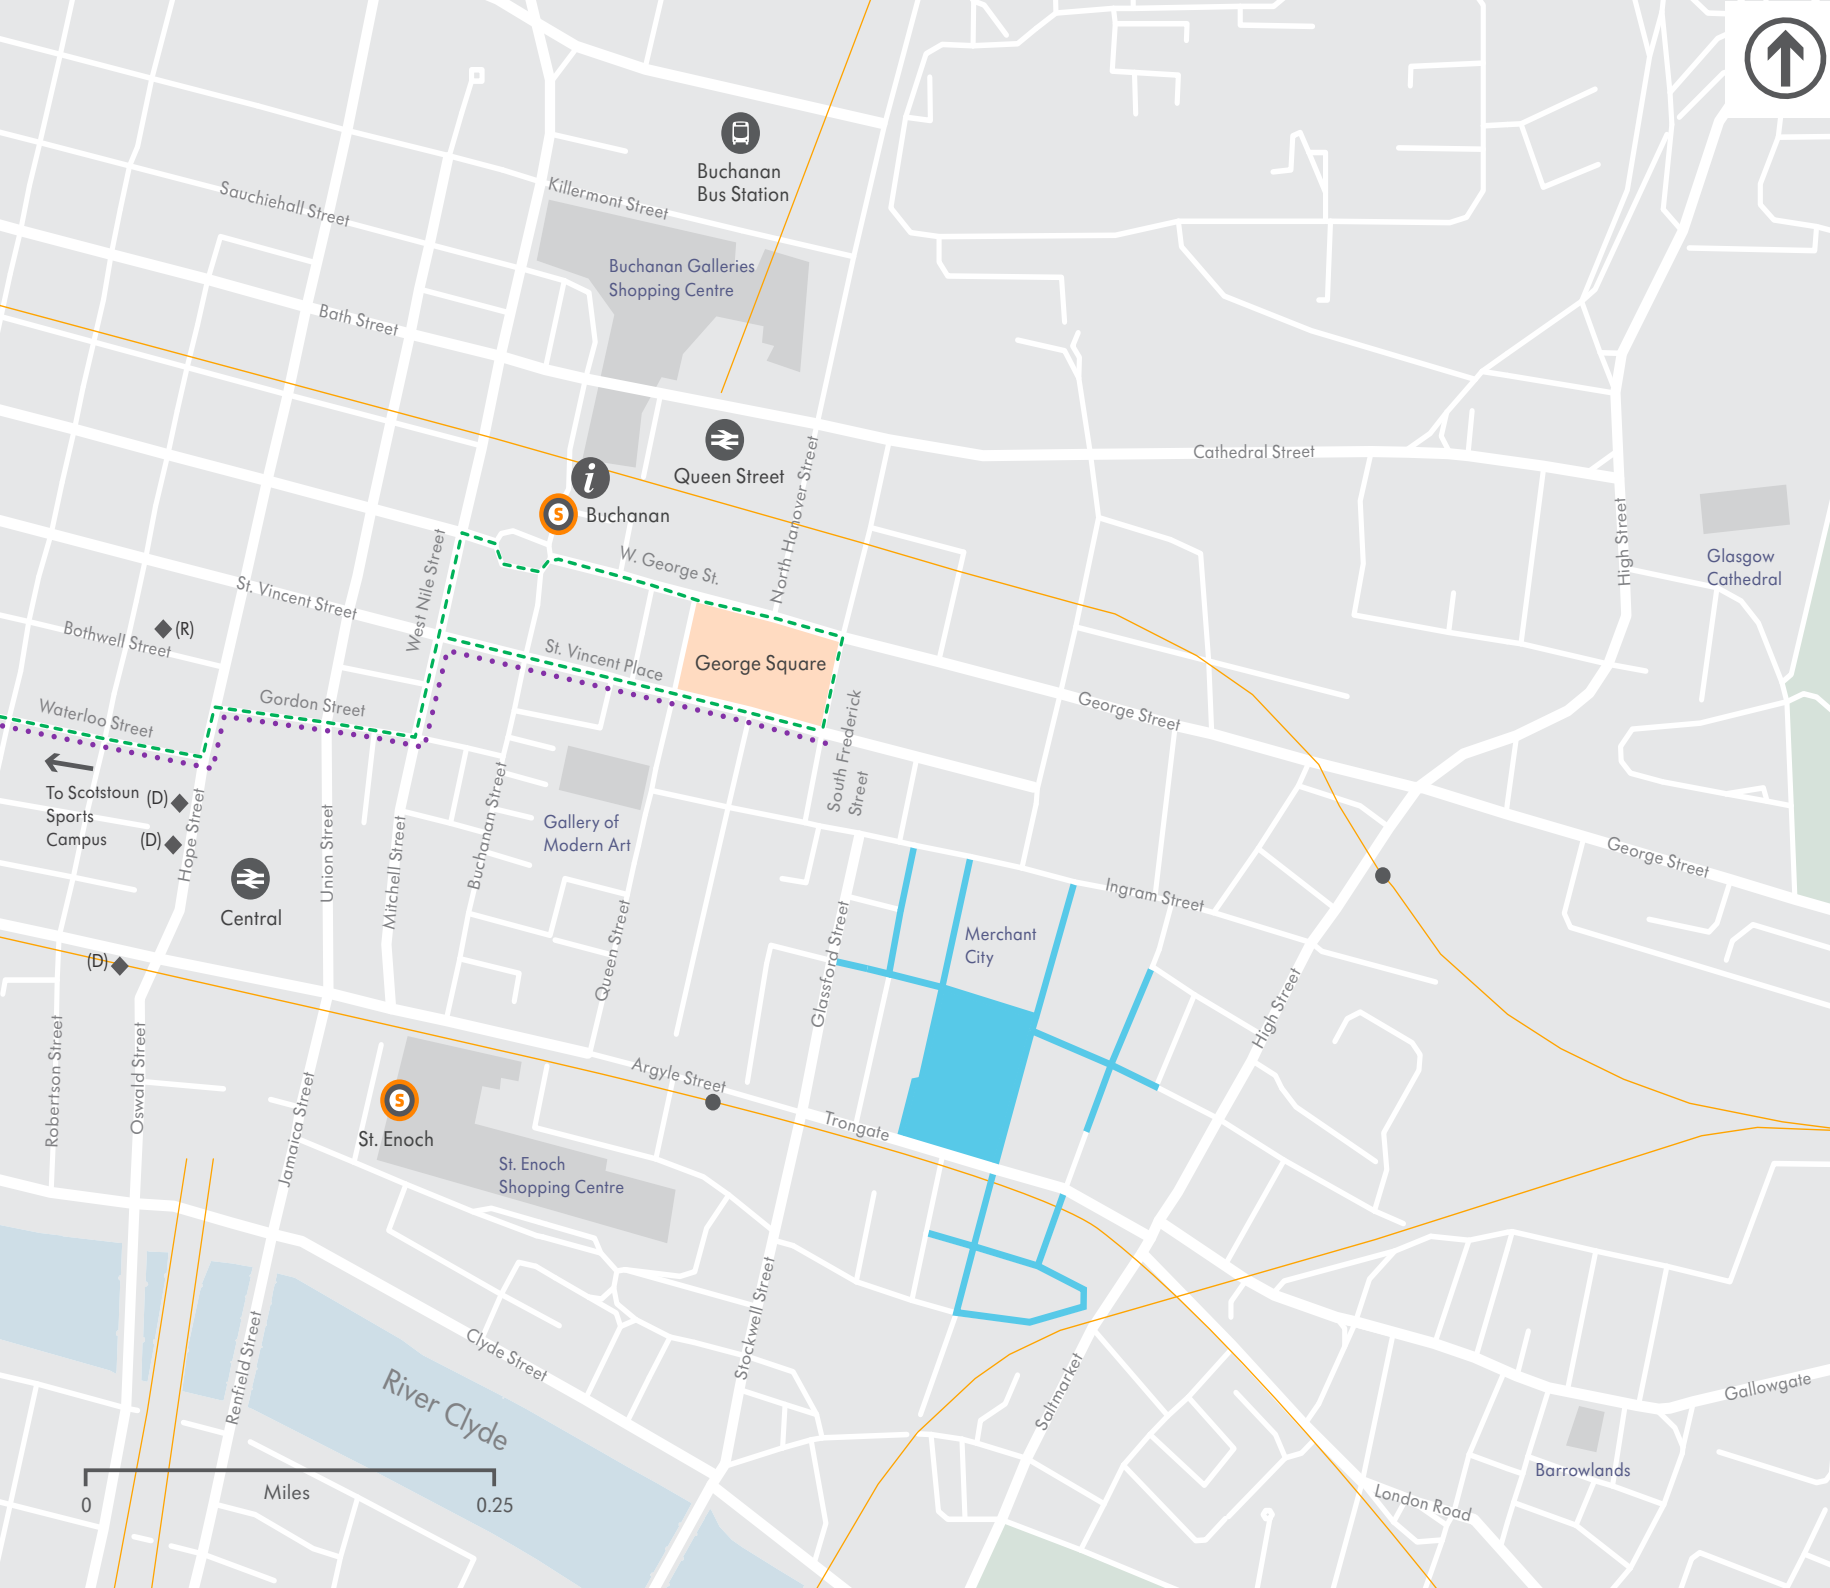 Buchanan
Bus Station
Killermont Street
Sauchiehall Street
Buchanan Galleries
Shopping Centre
Bath Street
Cathedral Street
Queen Street
North Hanover Street
i
S
Buchanan
High Street
Glasgow
Cathedral
W. George St.
West Nile Street
St. Vincent Street
(R)
Bothwell Street
St. Vincent Place
George Square
Gordon Street
Waterloo Street
South Frederick
Street
George Street
To Scotstoun
Sports
Campus
(D)
(D)
Hope Street
Union Street
Mitchell Street
Buchanan Street
Gallery of
Modern Art
George Street
Ingram Street
Central
Queen Street
Glassford Street
Merchant
City
(D)
High Street
Robertson Street
Oswald Street
Jamaica Street
Argyle Street
Trongate
S
St. Enoch
St. Enoch
Shopping Centre
Stockwell Street
Renfield Street
Clyde Street
River Clyde
Saltmarket
Gallowgate
Barrowlands
London Road
Miles
0
0.25